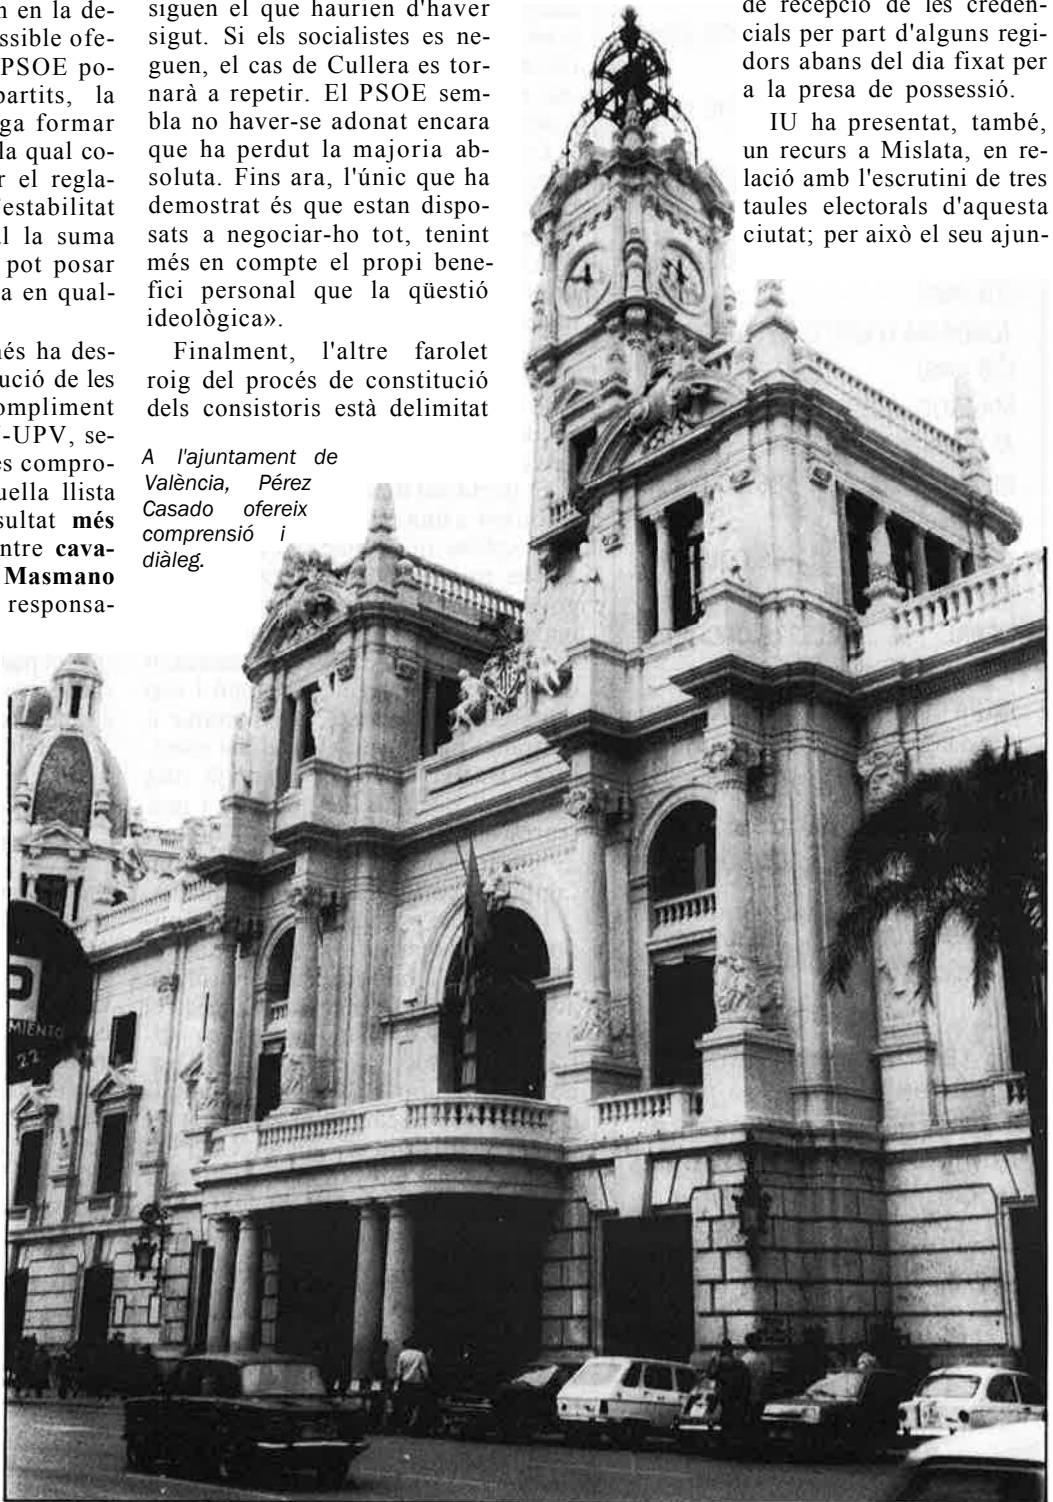 n en la de-
ssible ofe-
PSOE po-
partits, la
ga formar
la qual co-
r el regla-
'estabilitat
al la suma
pot posar
a en qual-
nés ha des-
ució de les
ompliment
-UPV, se-
es compro-
uella llista
sultat més
ntre cava-
Masmano
responsa-
siguen el que haurien d'haver
sigut. Si els socialistes es ne-
guen, el cas de Cullera es tor-
narà a repetir. El PSOE sem-
bla no haver-se adonat encara
que ha perdut la majoria ab-
soluta. Fins ara, l'únic que ha
demostrat és que estan dispo-
sats a negociar-ho tot, tenint
més en compte el propi bene-
fici personal que la qüestió
ideològica».
Finalment, l'altre farolet
roig del procés de constitució
dels consistoris està delimitat
A l'ajuntament de
València, Pérez
Casado ofereix
comprensió i
diàleg.
de recepció de les creden-
cials per part d'alguns regi-
dors abans del dia fixat per
a la presa de possessió.
IU ha presentat, també,
un recurs a Mislata, en re-
lació amb l'escrutini de tres
taules electorals d'aquesta
ciutat; per això el seu ajun-
MIENTO
22